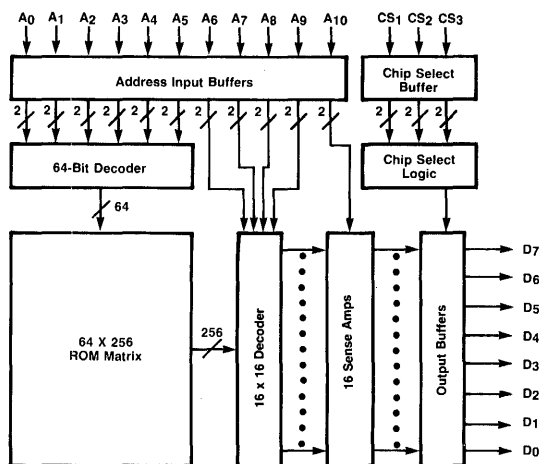 A0 A1 A2 A3 A4 A5 A6 A7 A8 A9 A10 CS1 CS2 CS3
Address Input Buffers
Chip Select
Buffer
2 2 2 2 2 2 2 2 2 2 2 2 2 2
64-Bit Decoder
Chip Select
Logic
64
64 X 256
ROM Matrix
256
16 x 16 Decoder
16 Sense Amps
Output Buffers
D7
D6
D5
D4
D3
D2
D1
D0